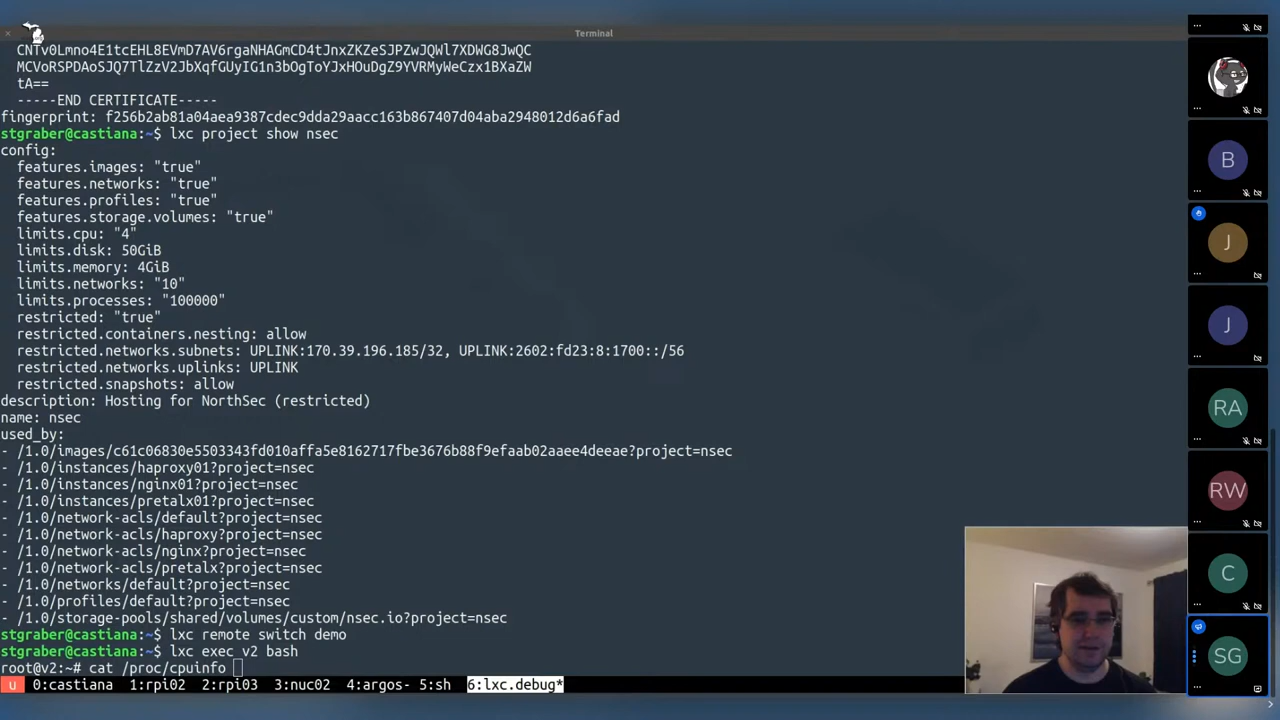 Terminal
CNTv0Lmno4E1tcEHL8EVmD7AV6rgaNHAGmCD4tJnxZKZeSJPZwJQWl7XDWG8JwQC
MCVoRSPDAoSJQ7TlZzV2JbXqfGUyIG1n3bOgToYJxHOuDgZ9YVRMyWeCzx1BXaZW
tA==
-----END CERTIFICATE-----
fingerprint: f256b2ab81a04aea9387cdec9dda29aacc163b867407d04aba2948012d6a6fad
stgraber@castiana:~$ lxc project show nsec
config:
features.images: "true"
features.networks: "true"
features.profiles: "true"
features.storage.volumes: "true"
limits.cpu: "4"
limits.disk: 50GiB
limits.memory: 4GiB
limits.networks: "10"
limits.processes: "100000"
restricted: "true"
restricted.containers.nesting: allow
restricted.networks.subnets: UPLINK:170.39.196.185/32, UPLINK:2602:fd23:8:1700::/56
restricted.networks.uplinks: UPLINK
restricted.snapshots: allow
description: Hosting for NorthSec (restricted)
name: nsec
used_by:
- /1.0/images/c61c06830e5503343fd010affa5e8162717fbe3676b88f9efaab02aaee4deeae?project=nsec
- /1.0/instances/haproxy01?project=nsec
- /1.0/instances/nginx01?project=nsec
- /1.0/instances/pretalx01?project=nsec
- /1.0/network-acls/default?project=nsec
- /1.0/network-acls/haproxy?project=nsec
- /1.0/network-acls/nginx?project=nsec
- /1.0/network-acls/pretalx?project=nsec
- /1.0/networks/default?project=nsec
- /1.0/profiles/default?project=nsec
- /1.0/storage-pools/shared/volumes/custom/nsec.io?project=nsec
stgraber@castiana:~$ lxc remote switch demo
stgraber@castiana:~$ lxc exec v2 bash
root@v2:~# cat /proc/cpuinfo
u 0:castiana 1:rpi02 2:rpi03 3:nuc02 4:argos- 5:sh 6:lxc.debug*
B
J
J
RA
RW
C
SG